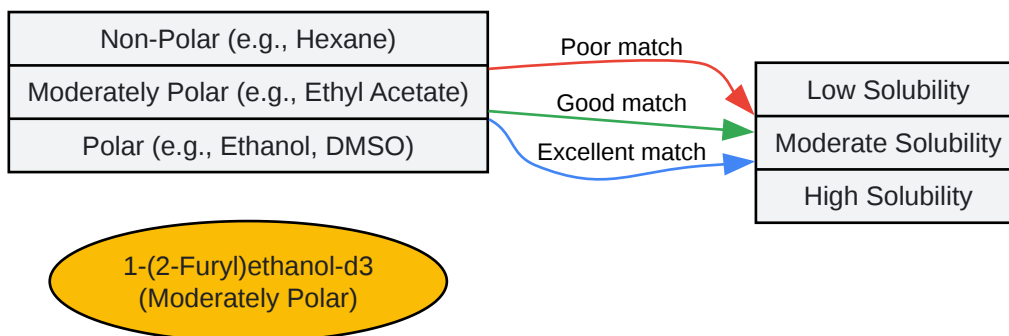 Non-Polar (e.g., Hexane)
Moderately Polar (e.g., Ethyl Acetate)
Polar (e.g., Ethanol, DMSO)
Poor match
Good match
Excellent match
Low Solubility
Moderate Solubility
High Solubility
1-(2-Furyl)ethanol-d3
(Moderately Polar)